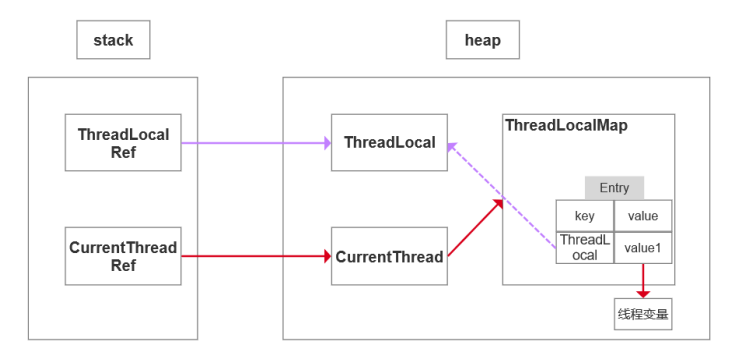 stack
heap
ThreadLocal
Ref
ThreadLocal
ThreadLocalMap
Entry
key
value
ThreadL
ocal
value1
CurrentThread
Ref
CurrentThread
线程变量